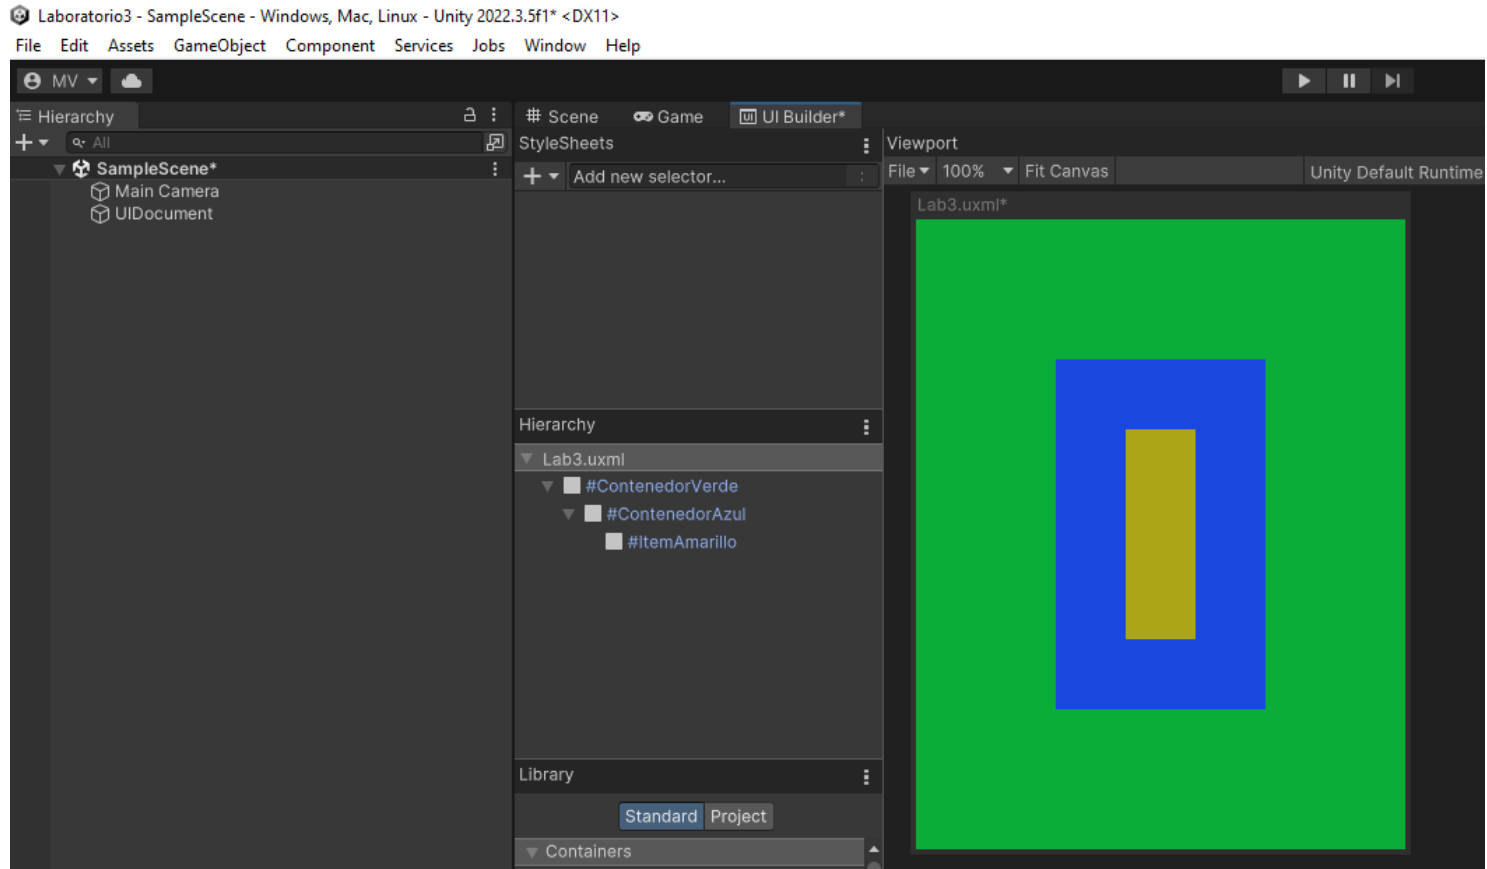 Laboratorio3 - SampleScene - Windows, Mac, Linux - Unity 2022.3.5f1* <DX11>
File Edit Assets GameObject Component Services Jobs Window Help
MV
Hierarchy
All
SampleScene*
Main Camera
UIDocument
Scene Game UI Builder*
StyleSheets
Add new selector...
Hierarchy
Lab3.uxml
#ContenedorVerde
#ContenedorAzul
#ItemAmarillo
Library
Standard Project
Containers
Viewport
File 100% Fit Canvas Unity Default Runtime
Lab3.uxml*